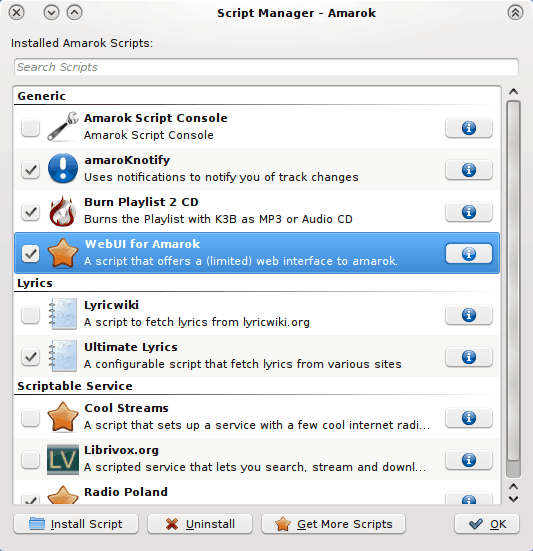 Script Manager – Amarok
Installed Amarok Scripts:
Search Scripts
Generic
Amarok Script Console
Amarok Script Console
amaroKnotify
Uses notifications to notify you of track changes
Burn Playlist 2 CD
Burns the Playlist with K3B as MP3 or Audio CD
WebUI for Amarok
A script that offers a (limited) web interface to amarok.
Lyrics
Lyricwiki
A script to fetch lyrics from lyricwiki.org
Ultimate Lyrics
A configurable script that fetch lyrics from various sites
Scriptable Service
Cool Streams
A script that sets up a service with a few cool internet radi...
LV
Librivox.org
A scripted service that lets you search, stream and downl...
Radio Poland
Install Script
Uninstall
Get More Scripts
OK